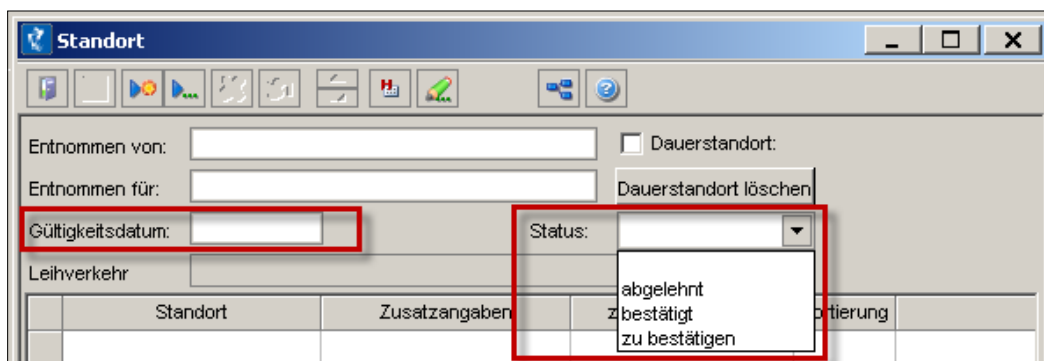 Standort
Entnommen von:
Dauerstandort:
Entnommen für:
Dauerstandort löschen
Gültigkeitsdatum:
Status:
Leihverkehr
abgelehnt
bestätigt
zu bestätigen
Standort Zusatzangaben